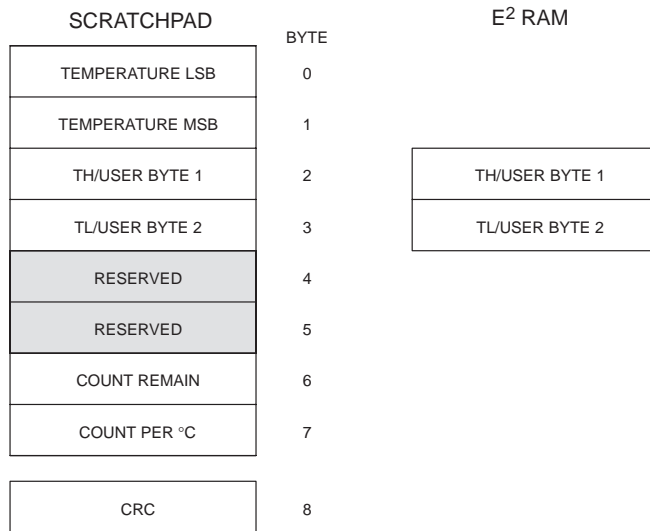 SCRATCHPAD
BYTE
E² RAM
TEMPERATURE LSB 0
TEMPERATURE MSB 1
TH/USER BYTE 1 2 TH/USER BYTE 1
TL/USER BYTE 2 3 TL/USER BYTE 2
RESERVED 4
RESERVED 5
COUNT REMAIN 6
COUNT PER °C 7
CRC 8